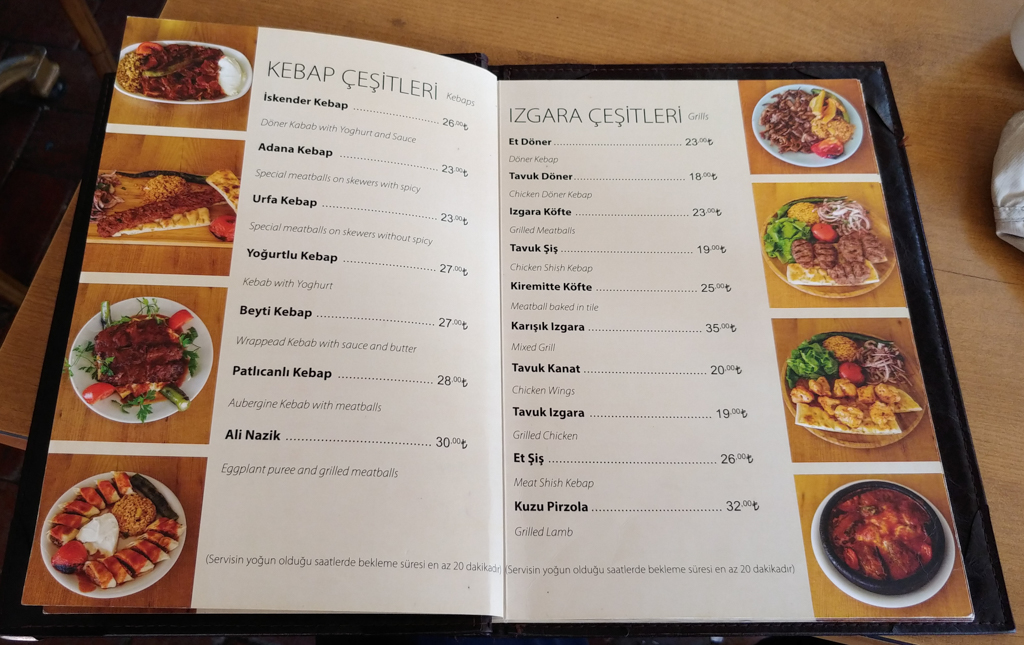 KEBAP ÇEŞİTLERİ Kebaps
İskender Kebap ........................ 26.00₺
Döner Kabab with Yoghurt and Sauce
Adana Kebap ........................ 23.00₺
Special meatballs on skewers with spicy
Urfa Kebap ........................ 23.00₺
Special meatballs on skewers without spicy
Yoğurtlu Kebap ........................ 27.00₺
Kebab with Yoghurt
Beyti Kebap ........................ 27.00₺
Wrappead Kebab with sauce and butter
Patlıcanlı Kebap ........................ 28.00₺
Aubergine Kebab with meatballs
Ali Nazik ........................ 30.00₺
Eggplant puree and grilled meatballs
(Servisin yoğun olduğu saatlerde bekleme süresi en az 20 dakikadır)
IZGARA ÇEŞİTLERİ Grills
Et Döner ........................ 23.00₺
Döner Kebap
Tavuk Döner ........................ 18.00₺
Chicken Döner Kebap
Izgara Köfte ........................ 23.00₺
Grilled Meatballs
Tavuk Şiş ........................ 19.00₺
Chicken Shish Kebap
Kiremitte Köfte ........................ 25.00₺
Meatball baked in tile
Karışık Izgara ........................ 35.00₺
Mixed Grill
Tavuk Kanat ........................ 20.00₺
Chicken Wings
Tavuk Izgara ........................ 19.00₺
Grilled Chicken
Et Şiş ........................ 26.00₺
Meat Shish Kebap
Kuzu Pirzola ........................ 32.00₺
Grilled Lamb
(Servisin yoğun olduğu saatlerde bekleme süresi en az 20 dakikadır)